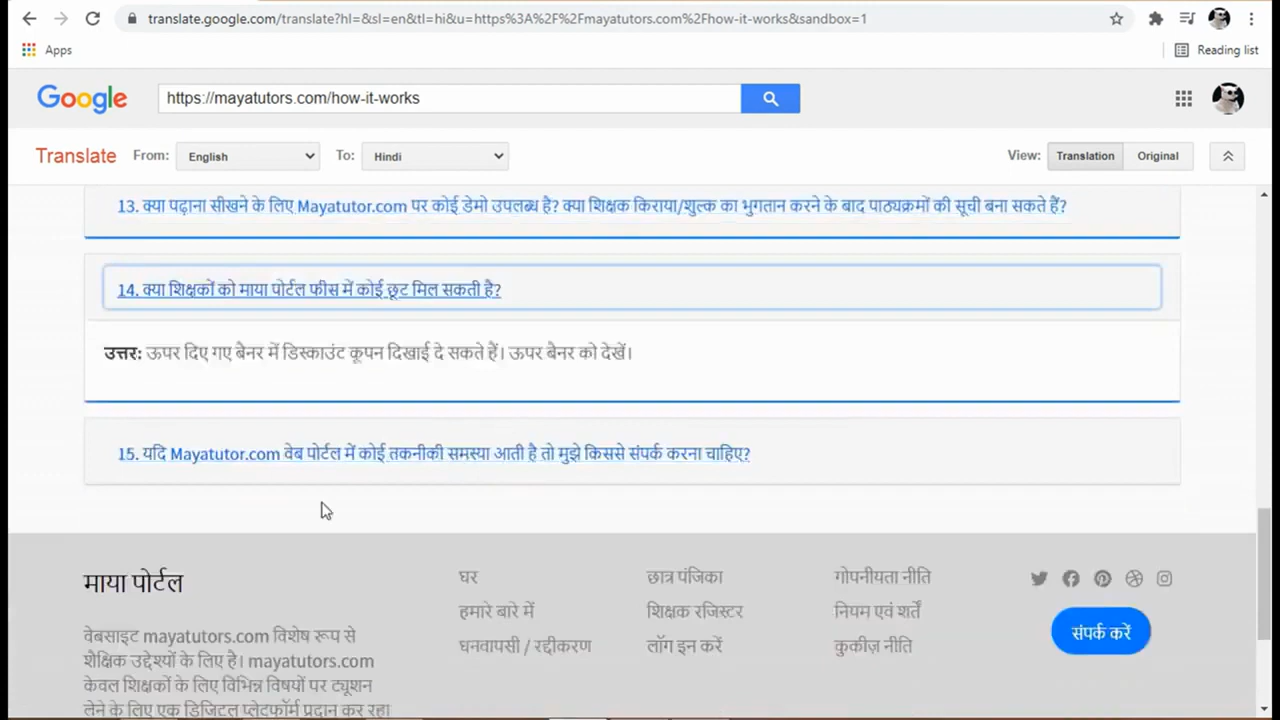 translate.google.com/translate?hl=&sl=en&tl=hi&u=https%3A%2F%2Fmayatutors.com%2Fhow-it-works&sandbox=1
Apps
Reading list
Google
https://mayatutors.com/how-it-works
Translate From: English To: Hindi View: Translation Original
13. क्या पढ़ाना सीखने के लिए Mayatutor.com पर कोई डेमो उपलब्ध है? क्या शिक्षक किराया/शुल्क का भुगतान करने के बाद पाठ्यक्रमों की सूची बना सकते हैं?
14. क्या शिक्षकों को माया पोर्टल फीस में कोई छूट मिल सकती है?
उत्तर: ऊपर दिए गए बैनर में डिस्काउंट कूपन दिखाई दे सकते हैं। ऊपर बैनर को देखें।
15. यदि Mayatutor.com वेब पोर्टल में कोई तकनीकी समस्या आती है तो मुझे किससे संपर्क करना चाहिए?
माया पोर्टल
वेबसाइट mayatutors.com विशेष रूप से
शैक्षिक उद्देश्यों के लिए है। mayatutors.com
केवल शिक्षकों के लिए विभिन्न विषयों पर ट्यूशन
लेने के लिए एक डिजिटल प्लेटफॉर्म प्रदान कर रहा
घर
हमारे बारे में
धनवापसी / रद्दीकरण
छात्र पंजिका
शिक्षक रजिस्टर
लॉग इन करें
गोपनीयता नीति
नियम एवं शर्तें
कुकीज़ नीति
संपर्क करें